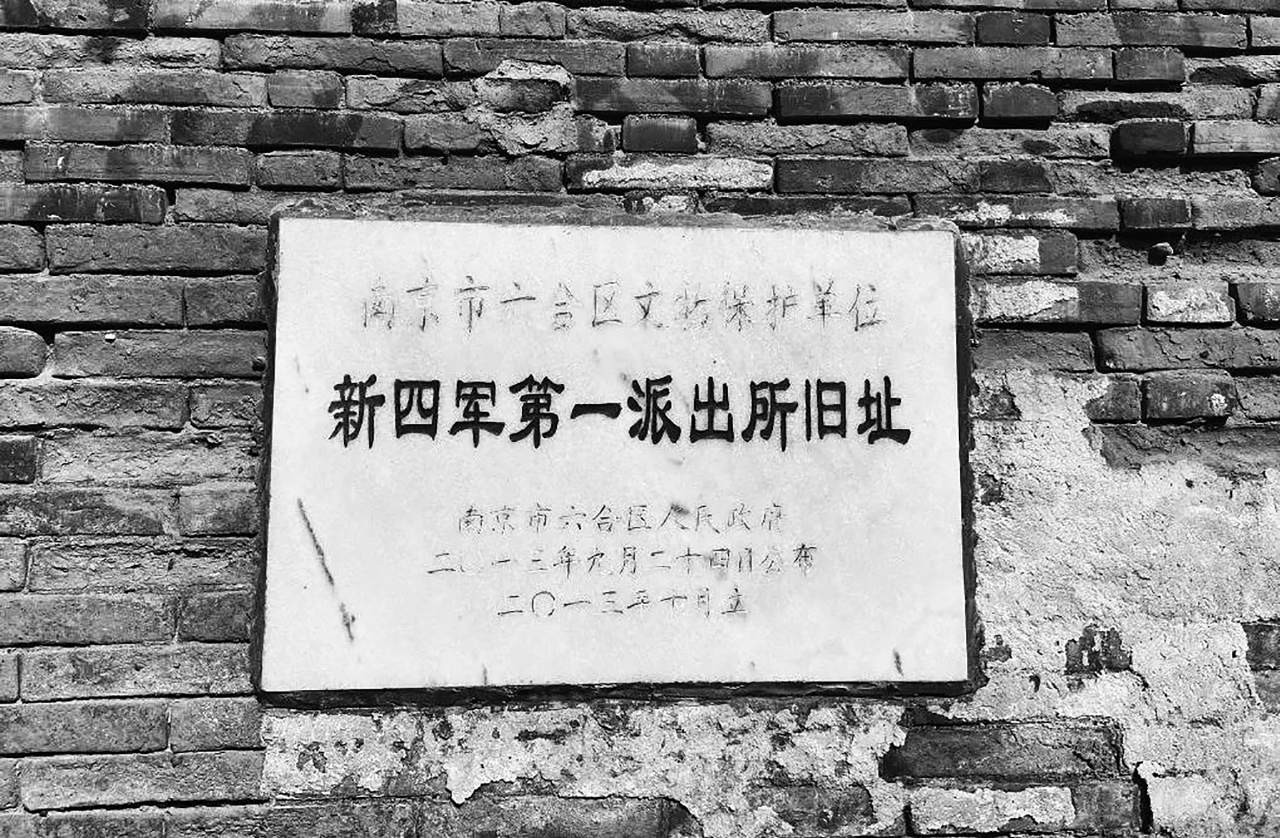 南京市六合区文物保护单位
新四军第一派出所旧址
南京市六合区人民政府
二〇一三年九月二十四日公布
二〇一三年十月立